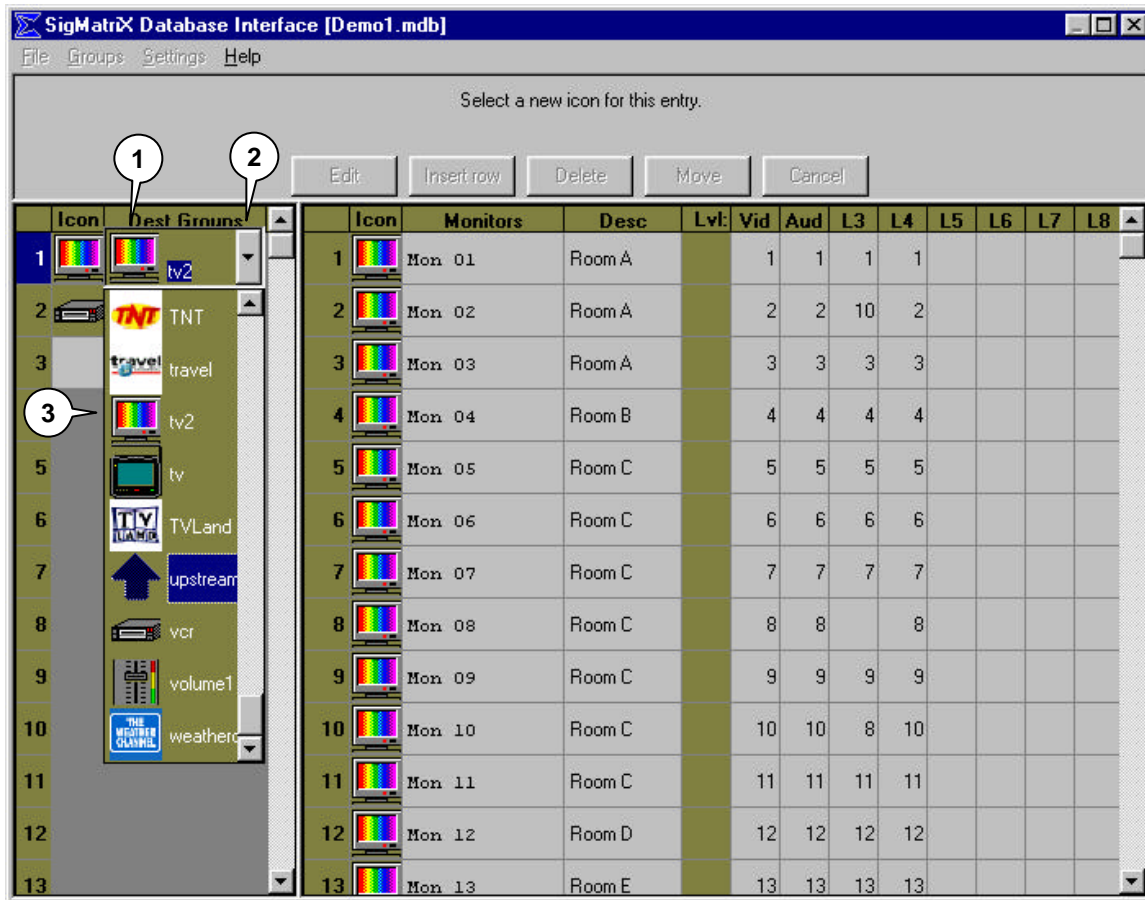 SigMatriX Database Interface [Demo1.mdb]
File Groups Settings Help
Select a new icon for this entry.
1 2
Edit Insert row Delete Move Cancel
Icon Dest Groups
1 tv2
2
3
3
5
6
7
8
9
10
11
12
13
TNT TNT
travel travel
tv2
tv
TV LAND TVLand
upstream
vcr
volume1
THE WEATHER CHANNEL weatherc
Icon Monitors Desc Lvl: Vid Aud L3 L4 L5 L6 L7 L8
1 Mon 01 Room A 1 1 1 1
2 Mon 02 Room A 2 2 10 2
3 Mon 03 Room A 3 3 3 3
4 Mon 04 Room B 4 4 4 4
5 Mon 05 Room C 5 5 5 5
6 Mon 06 Room C 6 6 6 6
7 Mon 07 Room C 7 7 7 7
8 Mon 08 Room C 8 8 8
9 Mon 09 Room C 9 9 9 9
10 Mon 10 Room C 10 10 8 10
11 Mon 11 Room C 11 11 11 11
12 Mon 12 Room D 12 12 12 12
13 Mon 13 Room E 13 13 13 13